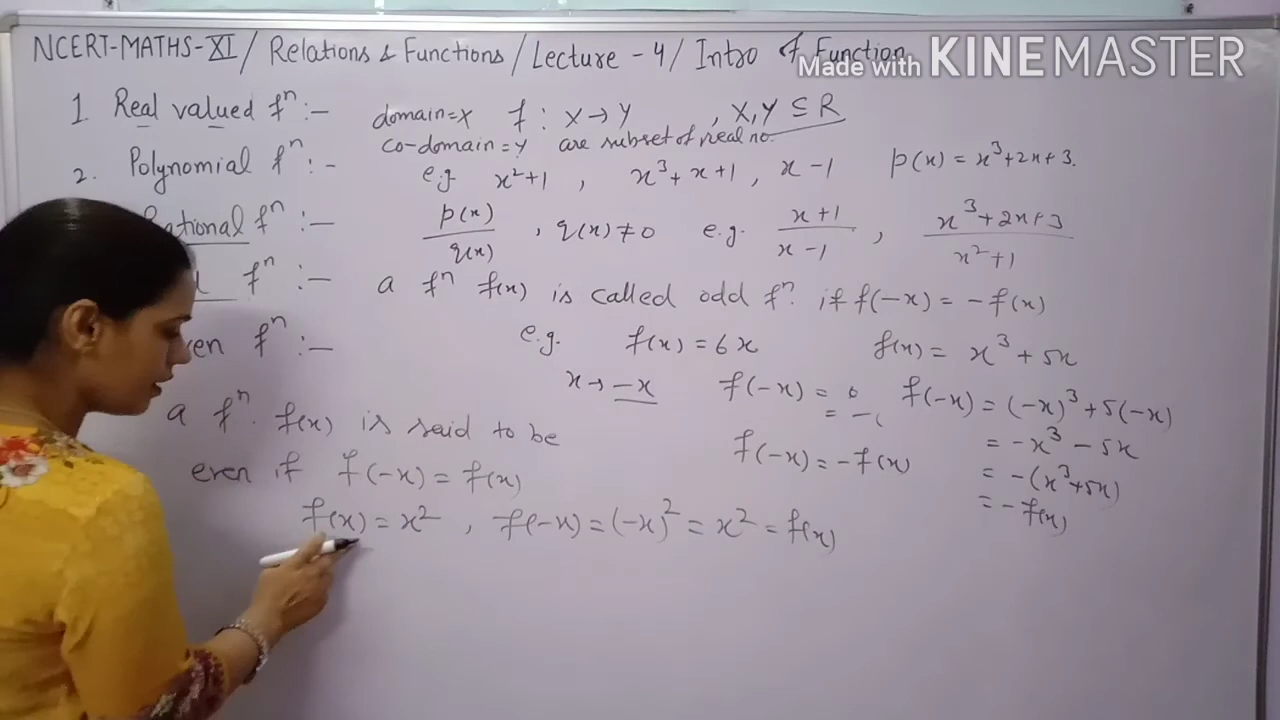 NCERT-MATHS-XI / Relations & Functions / Lecture - 4 / Intro of Function
Made with KINEMASTER
1. Real valued fⁿ :- domain = X f : X → Y , X, Y ⊆ R
co-domain = Y are subset of real no.
2. Polynomial fⁿ :- e.g x²+1 , x³+x+1 , x-1 p(x) = x³+2x+3.
ational fⁿ :- p(x)/q(x) , q(x) ≠ 0 e.g. x+1/x-1 , x³+2x+3/x²+1
d fⁿ :- a fⁿ f(x) is called odd fⁿ. if f(-x) = -f(x)
ven fⁿ :- e.g. f(x) = 6x f(x) = x³+5x
x → -x f(-x) = f(-x) = (-x)³+5(-x)
= - = -x³-5x
a fⁿ. f(x) is said to be f(-x) = -f(x) = -(x³+5x)
even if f(-x) = f(x) = -f(x)
f(x) = x² , f(-x) = (-x)² = x² = f(x)